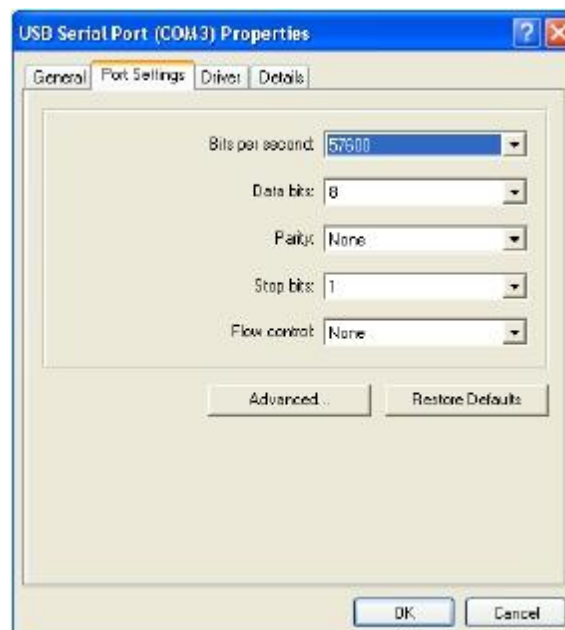 USB Serial Port (COM3) Properties
General Port Settings Driver Details
Bits per second: 57600
Data bits: 8
Parity: None
Stop bits: 1
Flow control: None
Advanced... Restore Defaults
OK Cancel